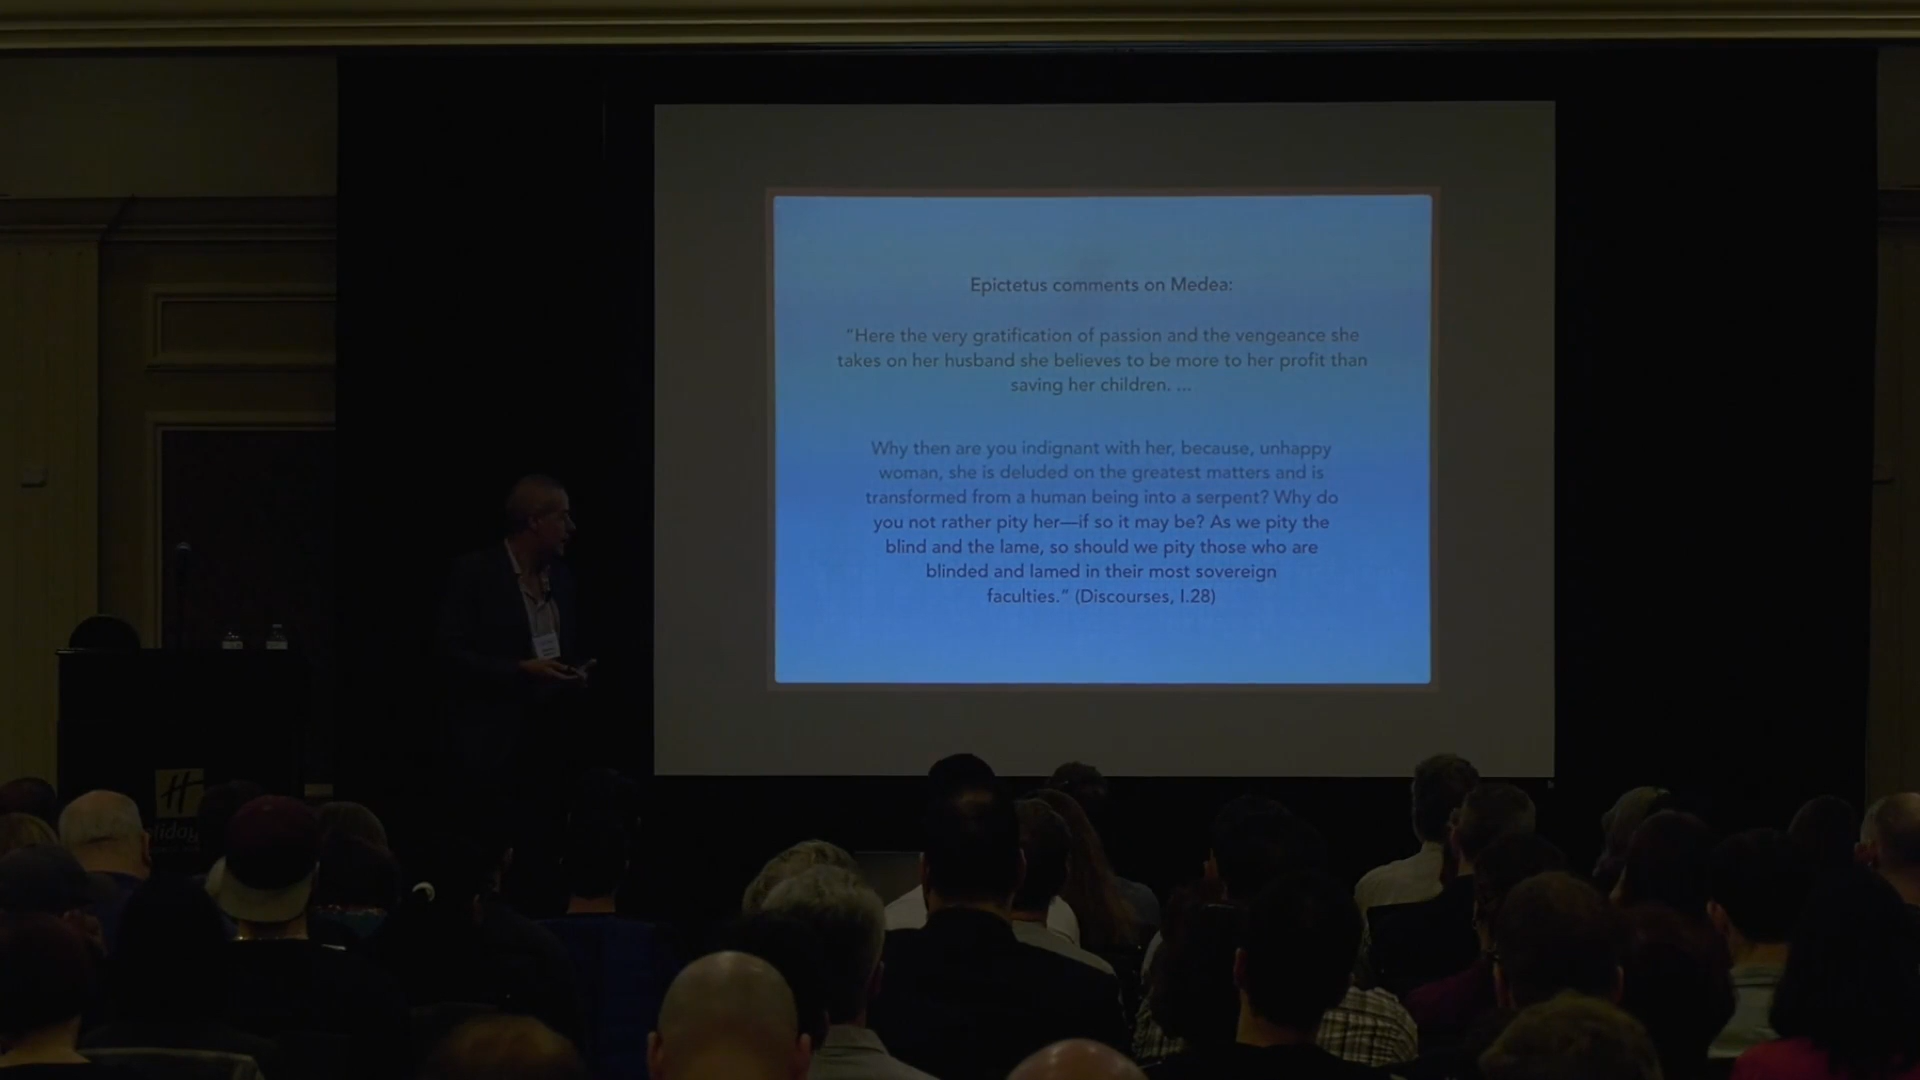 Epictetus comments on Medea:
"Here the very gratification of passion and the vengeance she
takes on her husband she believes to be more to her profit than
saving her children. ...
Why then are you indignant with her, because, unhappy
woman, she is deluded on the greatest matters and is
transformed from a human being into a serpent? Why do
you not rather pity her—if so it may be? As we pity the
blind and the lame, so should we pity those who are
blinded and lamed in their most sovereign
faculties." (Discourses, I.28)
H